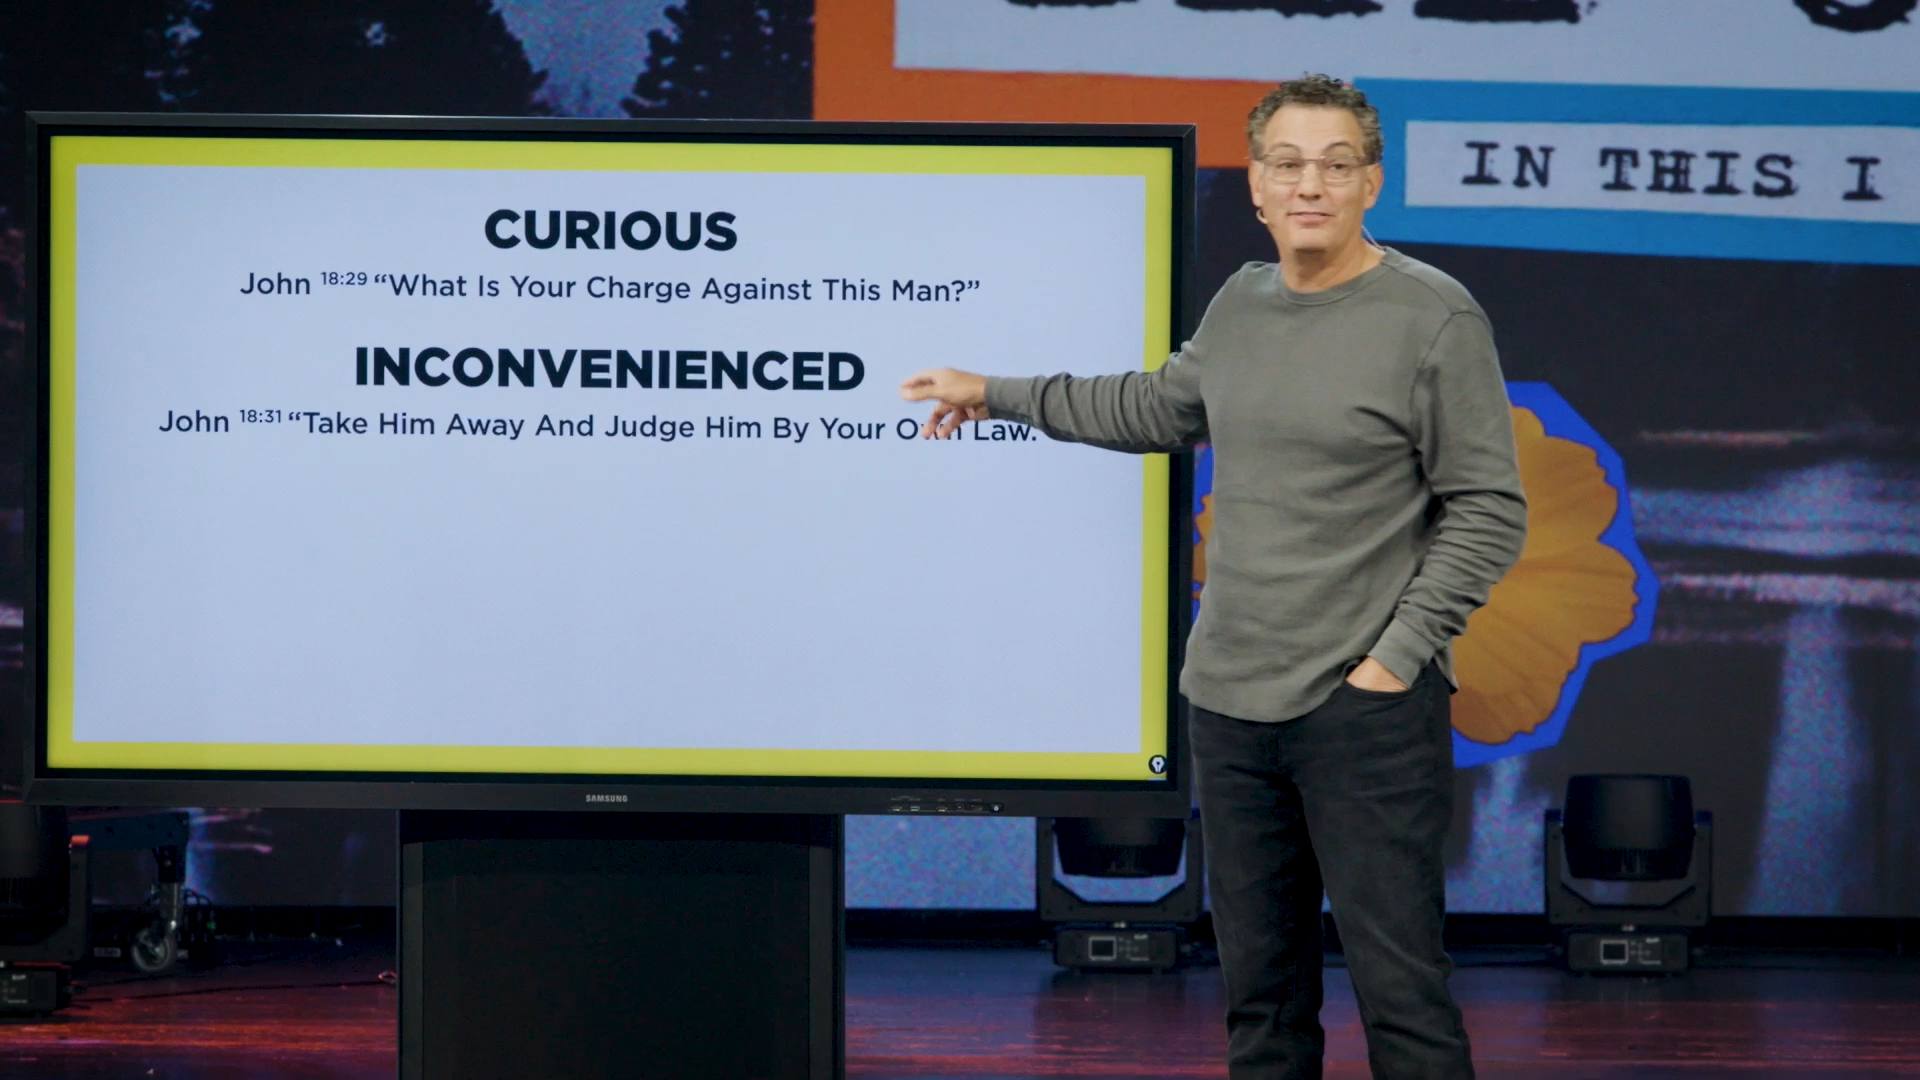 CURIOUS
John 18:29 “What Is Your Charge Against This Man?”
INCONVENIENCED
John 18:31 “Take Him Away And Judge Him By Your Own Law.
IN THIS I
SAMSUNG